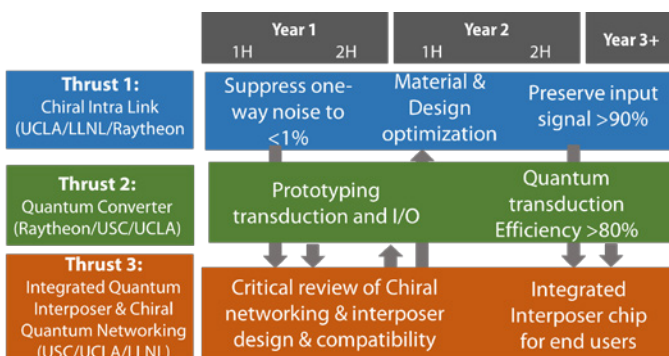 Year 1
Year 2
Year 3+
1H
2H
1H
2H
Thrust 1:
Chiral Intra Link
(UCLA/LLNL/Raytheon
Suppress one-
way noise to
<1%
Material &
Design
optimization
Preserve input
signal >90%
Thrust 2:
Quantum Converter
(Raytheon/USC/UCLA)
Prototyping
transduction and I/O
Quantum
transduction
Efficiency >80%
Thrust 3:
Integrated Quantum
Interposer & Chiral
Quantum Networking
(USC/UCLA/LLNL)
Critical review of Chiral
networking & interposer
design & compatibility
Integrated
Interposer chip
for end users